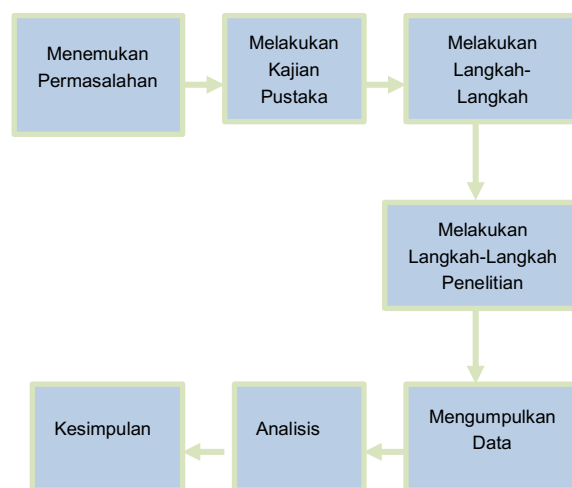 Menemukan
Permasalahan
Melakukan
Kajian
Pustaka
Melakukan
Langkah-
Langkah
Melakukan
Langkah-Langkah
Penelitian
Mengumpulkan
Data
Analisis
Kesimpulan